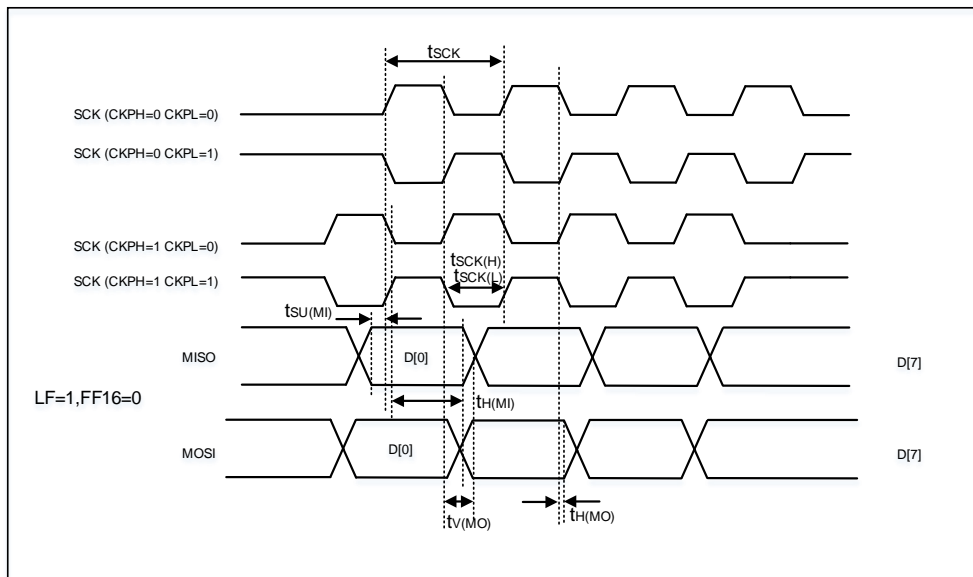 tSCK
SCK (CKPH=0 CKPL=0)
SCK (CKPH=0 CKPL=1)
SCK (CKPH=1 CKPL=0)
tSCK(H)
tSCK(L)
SCK (CKPH=1 CKPL=1)
tSU(MI)
MISO
D[0]
D[7]
LF=1,FF16=0
tH(MI)
MOSI
D[0]
D[7]
tV(MO)
tH(MO)